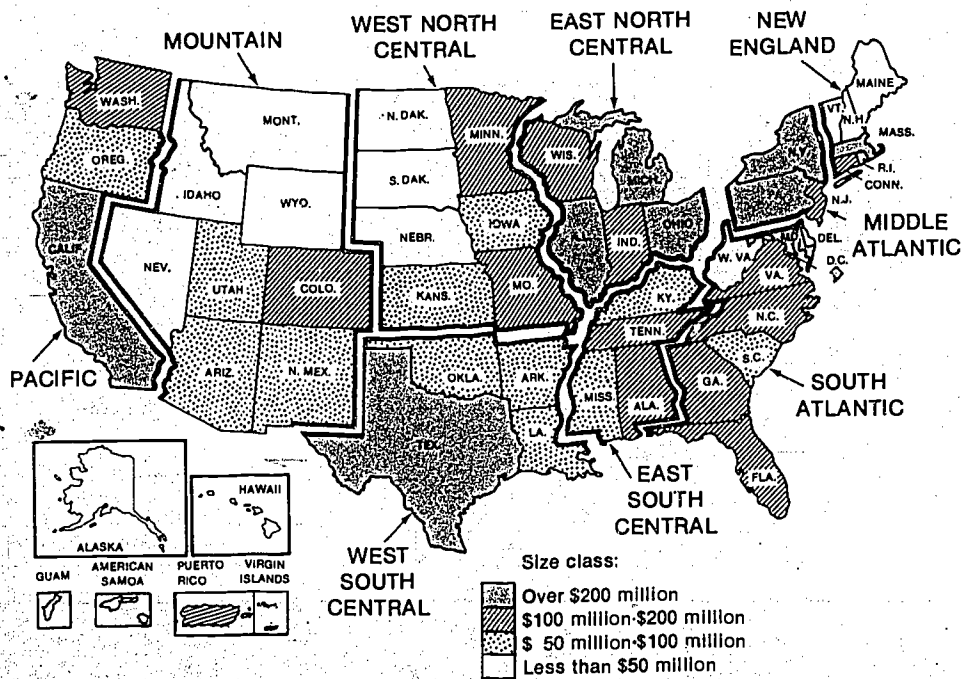 MOUNTAIN
WEST NORTH
CENTRAL
EAST NORTH
CENTRAL
NEW
ENGLAND
WASH.
MONT.
N. DAK.
MINN.
MAINE
VT.
N.H.
MASS.
OREG.
IDAHO
WYO.
S. DAK.
WIS.
MICH.
N.Y.
R.I.
CONN.
N.J.
MIDDLE
ATLANTIC
NEBR.
IOWA
ILL.
IND.
OHIO
DEL.
D.C.
CALIF.
NEV.
UTAH
COLO.
KANS.
MO.
KY.
W. VA.
VA.
MD.
PACIFIC
ARIZ.
N. MEX.
OKLA.
ARK.
TENN.
N.C.
S.C.
SOUTH
ATLANTIC
TEX.
LA.
MISS.
ALA.
GA.
FLA.
EAST
SOUTH
CENTRAL
WEST
SOUTH
CENTRAL
ALASKA
HAWAII
GUAM
AMERICAN
SAMOA
PUERTO
RICO
VIRGIN
ISLANDS
Size class:
Over $200 million
$100 million-$200 million
$ 50 million-$100 million
Less than $50 million